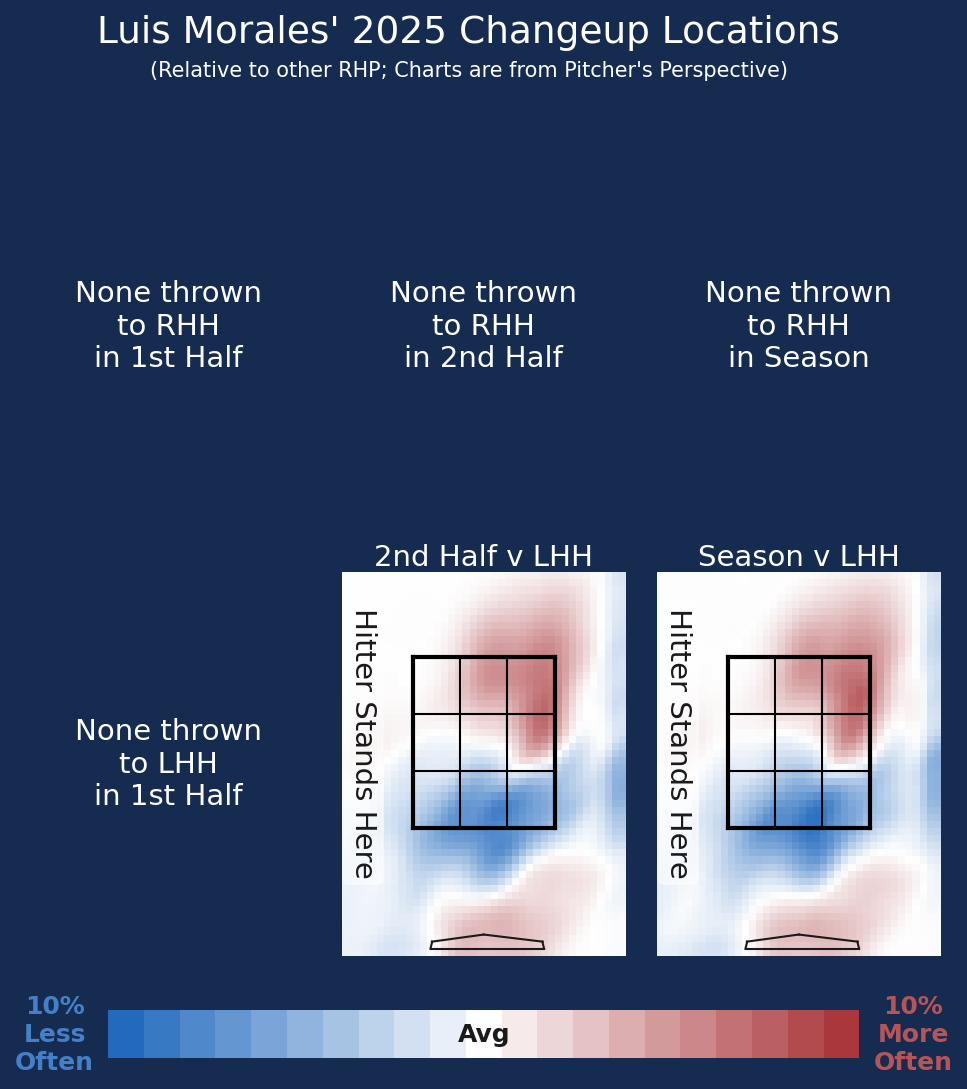 Luis Morales' 2025 Changeup Locations
(Relative to other RHP; Charts are from Pitcher's Perspective)
None thrown
to RHH
in 1st Half
None thrown
to RHH
in 2nd Half
None thrown
to RHH
in Season
None thrown
to LHH
in 1st Half
2nd Half v LHH
Hitter Stands Here
Season v LHH
Hitter Stands Here
10%
Less
Often
Avg
10%
More
Often